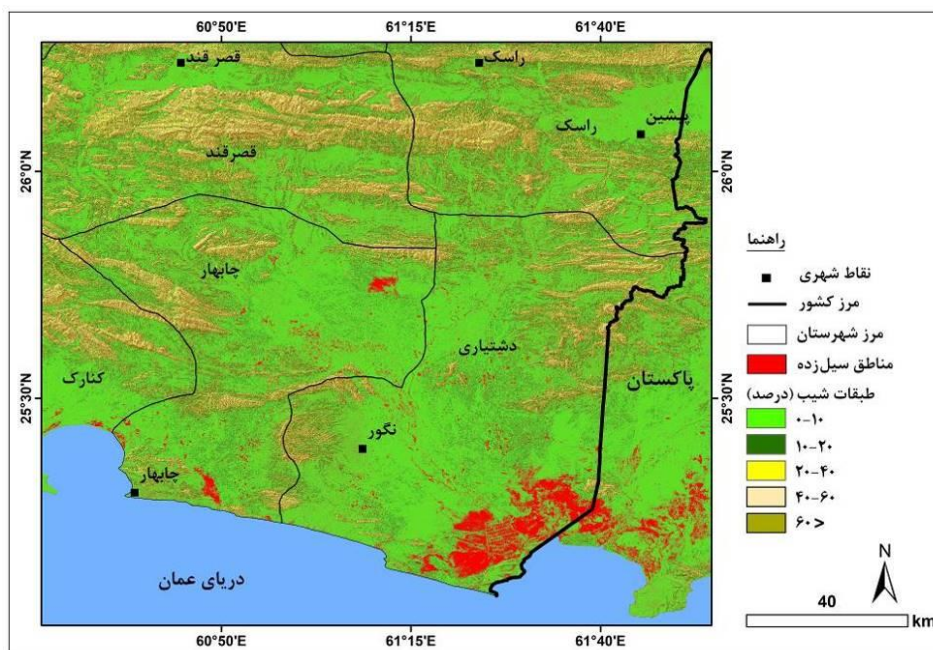 60°50'E 61°15'E 61°40'E
قصر قند
راسک
پیشین
راسک
قصرقند
26°0'N
26°0'N
چابهار
دشتیاری
پاکستان
کنارک
25°30'N
25°30'N
نگور
چابهار
دریای عمان
60°50'E 61°15'E 61°40'E
راهنما
نقاط شهری
مرز کشور
مرز شهرستان
مناطق سیل‌زده
طبقات شیب (درصد)
۰-۱۰
۱۰-۲۰
۲۰-۴۰
۴۰-۶۰
۶۰ <
N
40
km